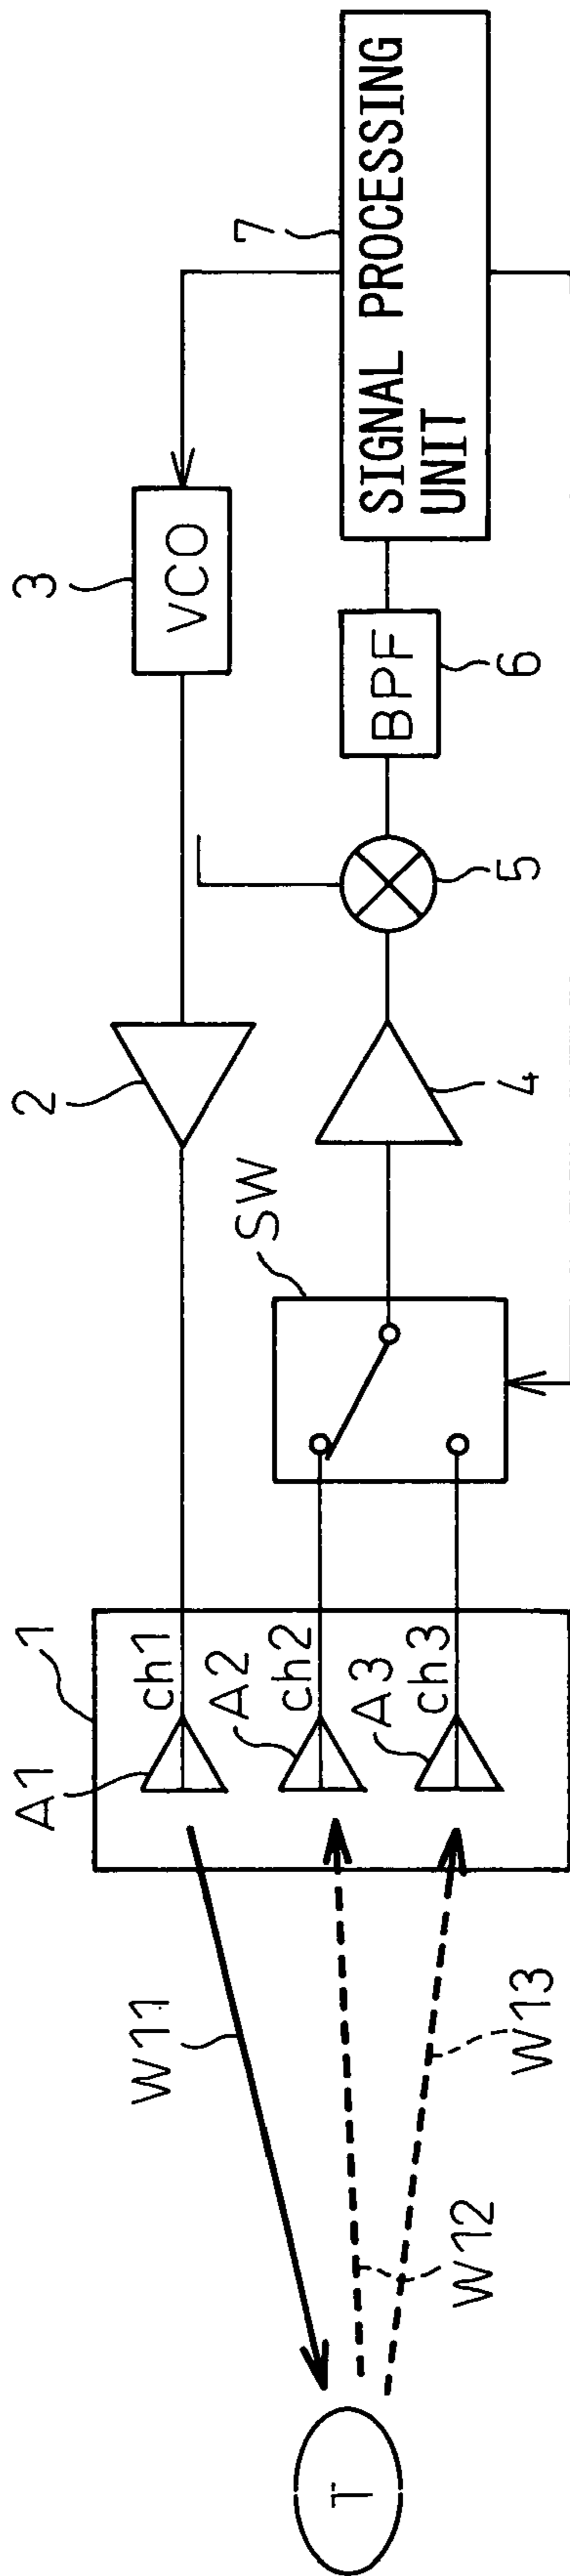 T
W11
W12
W13
1
A1
ch1
A2
ch2
A3
ch3
SW
2
4
5
3
VCO
BPF
6
7
SIGNAL PROCESSING
UNIT